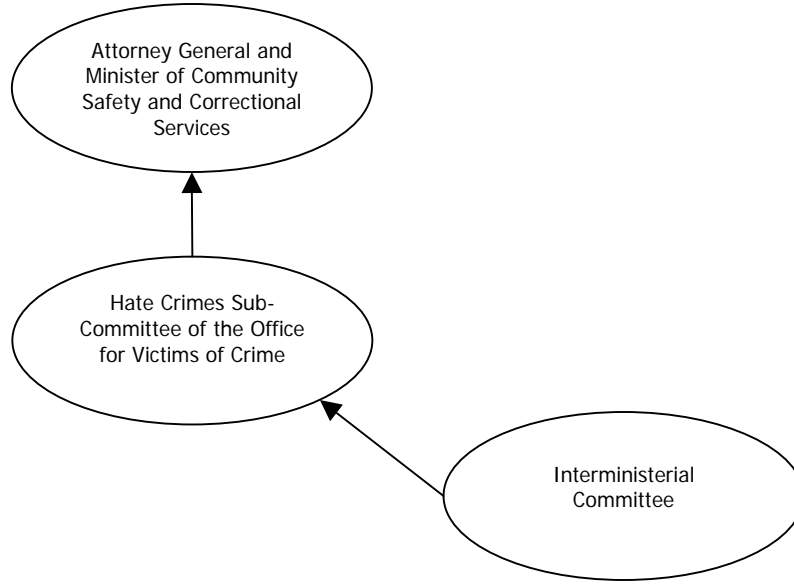 Attorney General and
Minister of Community
Safety and Correctional
Services
Hate Crimes Sub-
Committee of the Office
for Victims of Crime
Interministerial
Committee